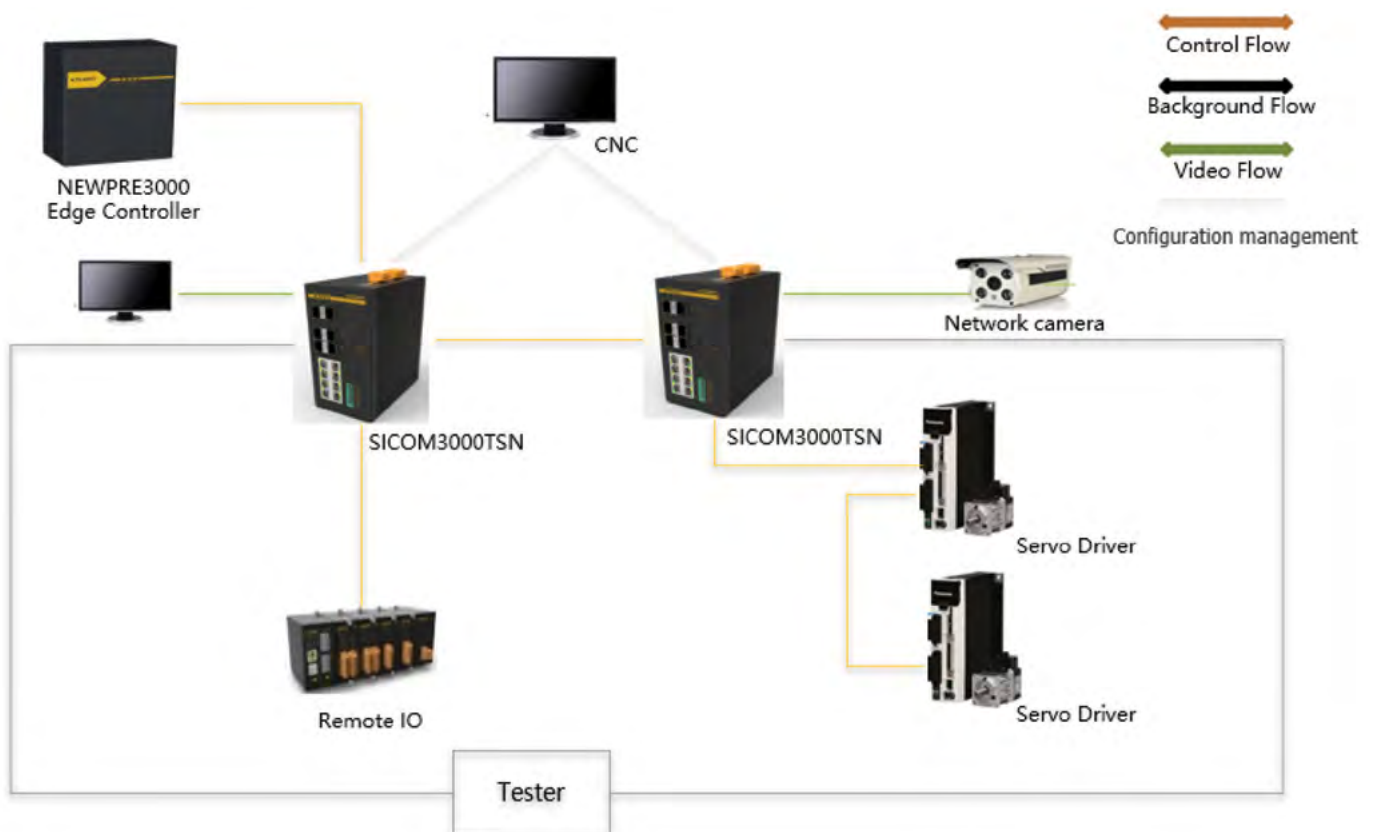 Control Flow
Background Flow
Video Flow
Configuration management
CNC
NEWPRE3000
Edge Controller
Network camera
SICOM3000TSN
SICOM3000TSN
Servo Driver
Servo Driver
Remote IO
Tester